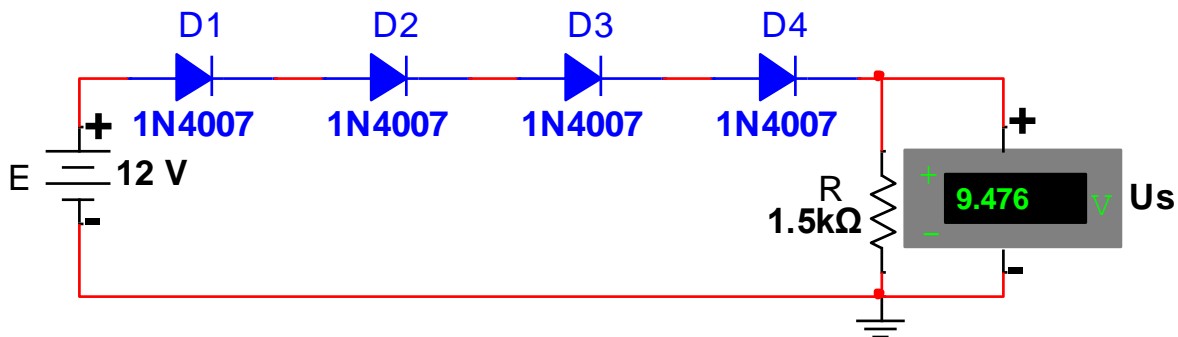 D1 D2 D3 D4
1N4007 1N4007 1N4007 1N4007
+ +
E 12 V
R + 9.476 V Us
1.5kΩ
-
- -